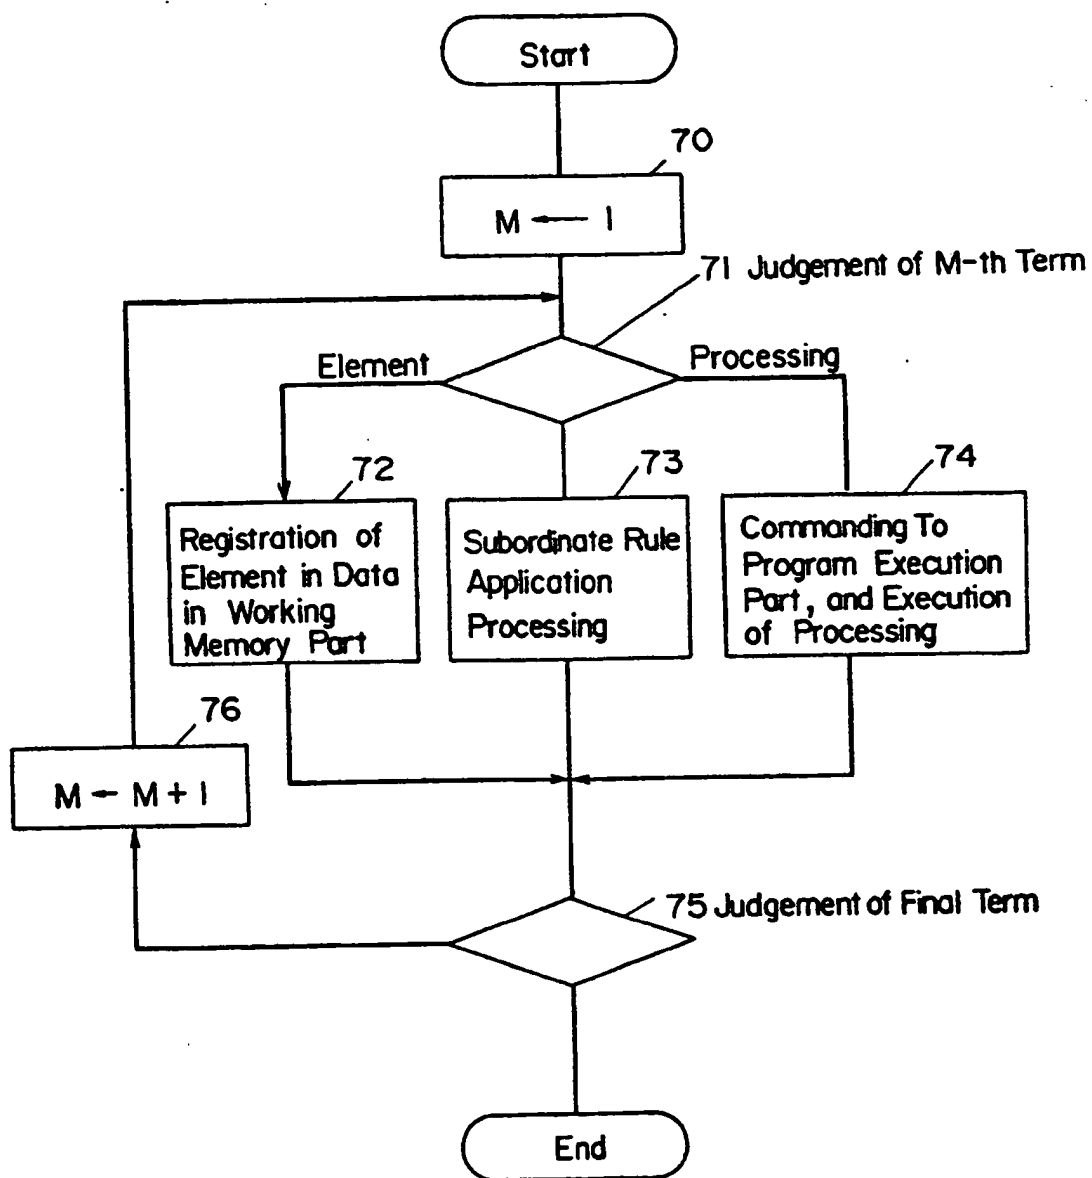 Start
70
M ← 1
71 Judgement of M-th Term
Element
Processing
72
73
74
Registration of
Element in Data
in Working
Memory Part
Subordinate Rule
Application
Processing
Commanding To
Program Execution
Part, and Execution
of Processing
76
M ← M + 1
75 Judgement of Final Term
End